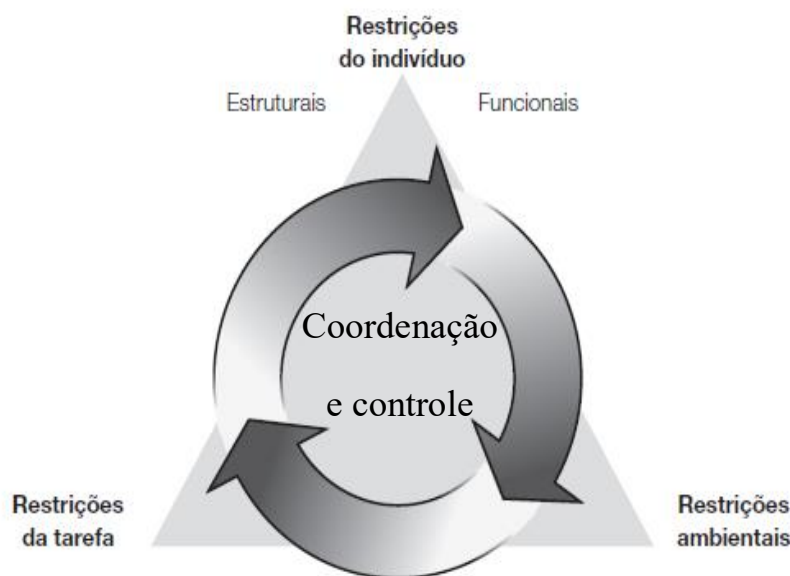 Restrições
do indivíduo
Estruturais
Funcionais
Coordenação
e controle
Restrições
da tarefa
Restrições
ambientais